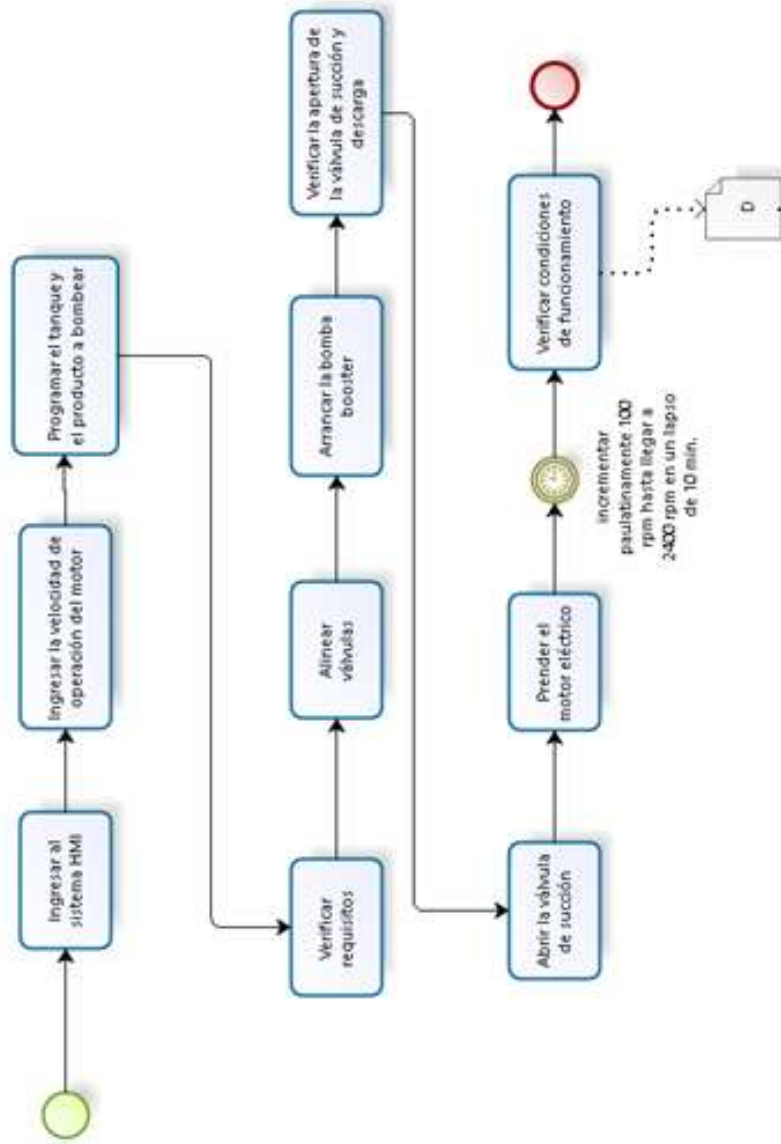 Ingresar al
sistema HMI
Ingresar la velocidad de
operación del motor
Programar el tanque y
el producto a bombear
Verificar
requisitos
Alinear
válvulas
Arrancar la bomba
booster
Verificar la apertura de
la válvula de succión y
descarga
Abrir la válvula
de succión
Prender el
motor eléctrico
incrementar
paulatinamente 100
rpm hasta llegar a
2400 rpm en un lapso
de 10 min.
Verificar condiciones
de funcionamiento
D